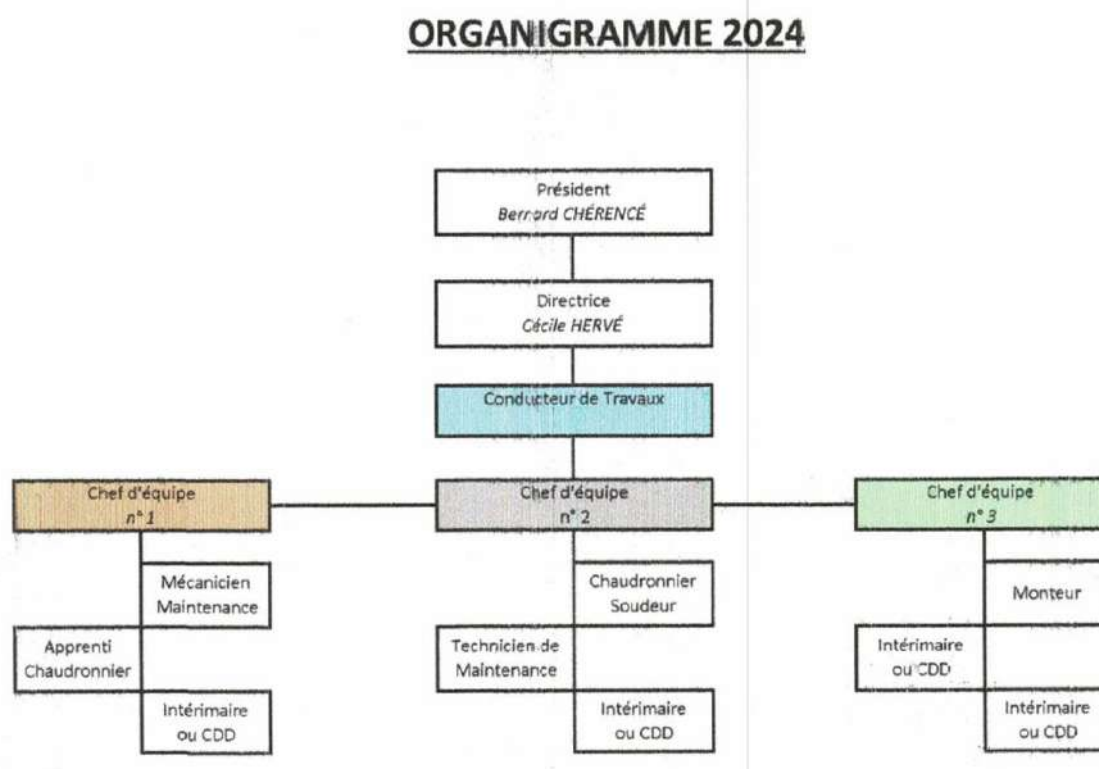 ORGANIGRAMME 2024
Président
Bernard CHÉRENCÉ
Directrice
Cécile HERVÉ
Conducteur de Travaux
Chef d'équipe
n° 1
Chef d'équipe
n° 2
Chef d'équipe
n° 3
Mécanicien
Maintenance
Apprenti
Chaudronnier
Intérimaire
ou CDD
Chaudronnier
Soudeur
Technicien de
Maintenance
Intérimaire
ou CDD
Monteur
Intérimaire
ou CDD
Intérimaire
ou CDD